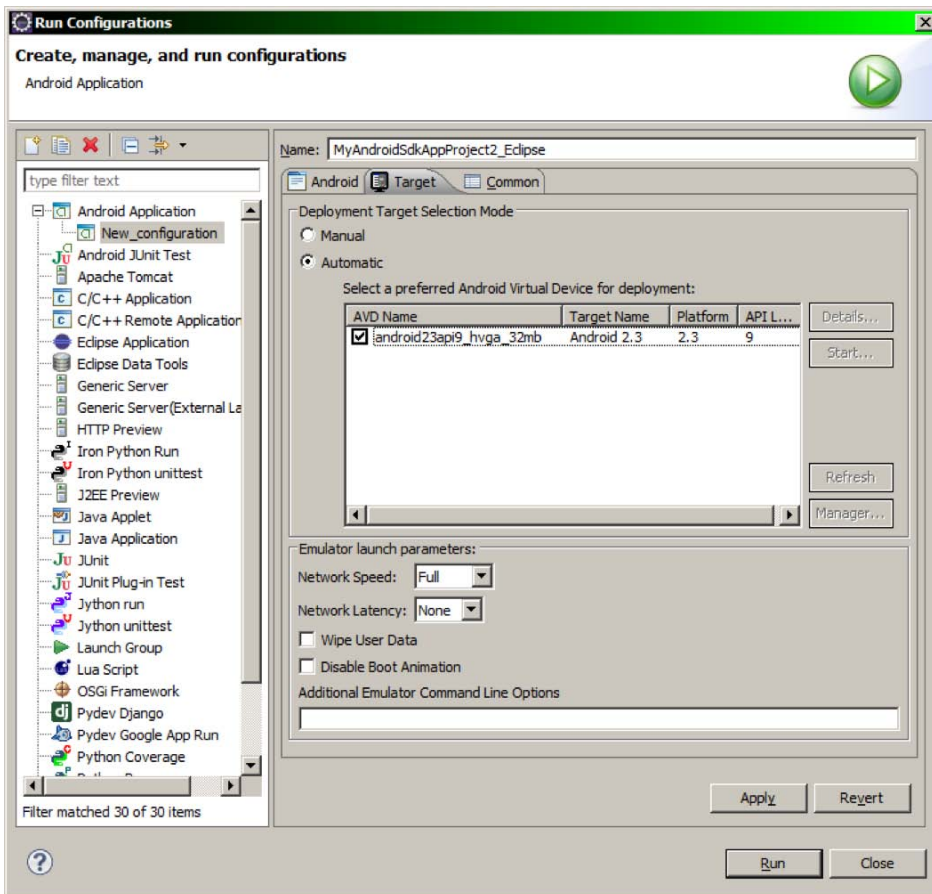 Run Configurations
Create, manage, and run configurations
Android Application
type filter text
Android Application
New_configuration
Android JUnit Test
Apache Tomcat
C/C++ Application
C/C++ Remote Application
Eclipse Application
Eclipse Data Tools
Generic Server
Generic Server(External La
HTTP Preview
Iron Python Run
Iron Python unittest
J2EE Preview
Java Applet
Java Application
JUnit
JUnit Plug-in Test
Jython run
Jython unittest
Launch Group
Lua Script
OSGi Framework
Pydev Django
Pydev Google App Run
Python Coverage
Filter matched 30 of 30 items
Name: MyAndroidSdkAppProject2_Eclipse
Android Target Common
Deployment Target Selection Mode
Manual
Automatic
Select a preferred Android Virtual Device for deployment:
AVD Name Target Name Platform API L...
android23api9_hvga_32mb Android 2.3 2.3 9
Details...
Start...
Refresh
Manager...
Emulator launch parameters:
Network Speed: Full
Network Latency: None
Wipe User Data
Disable Boot Animation
Additional Emulator Command Line Options
Apply Revert
Run Close